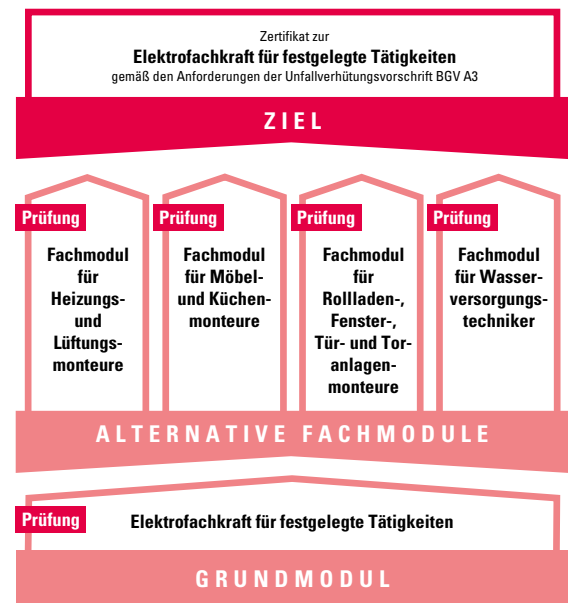 Zertifikat zur
Elektrofachkraft für festgelegte Tätigkeiten
gemäß den Anforderungen der Unfallverhütungsvorschrift BGV A3
ZIEL
Prüfung
Fachmodul
für
Heizungs-
und
Lüftungs-
monteure
Prüfung
Fachmodul
für Möbel-
und Küchen-
monteure
Prüfung
Fachmodul
für
Rollladen-,
Fenster-,
Tür- und Tor-
anlagen-
monteure
Prüfung
Fachmodul
für Wasser-
versorgungs-
techniker
ALTERNATIVE FACHMODULE
Prüfung
Elektrofachkraft für festgelegte Tätigkeiten
GRUNDMODUL